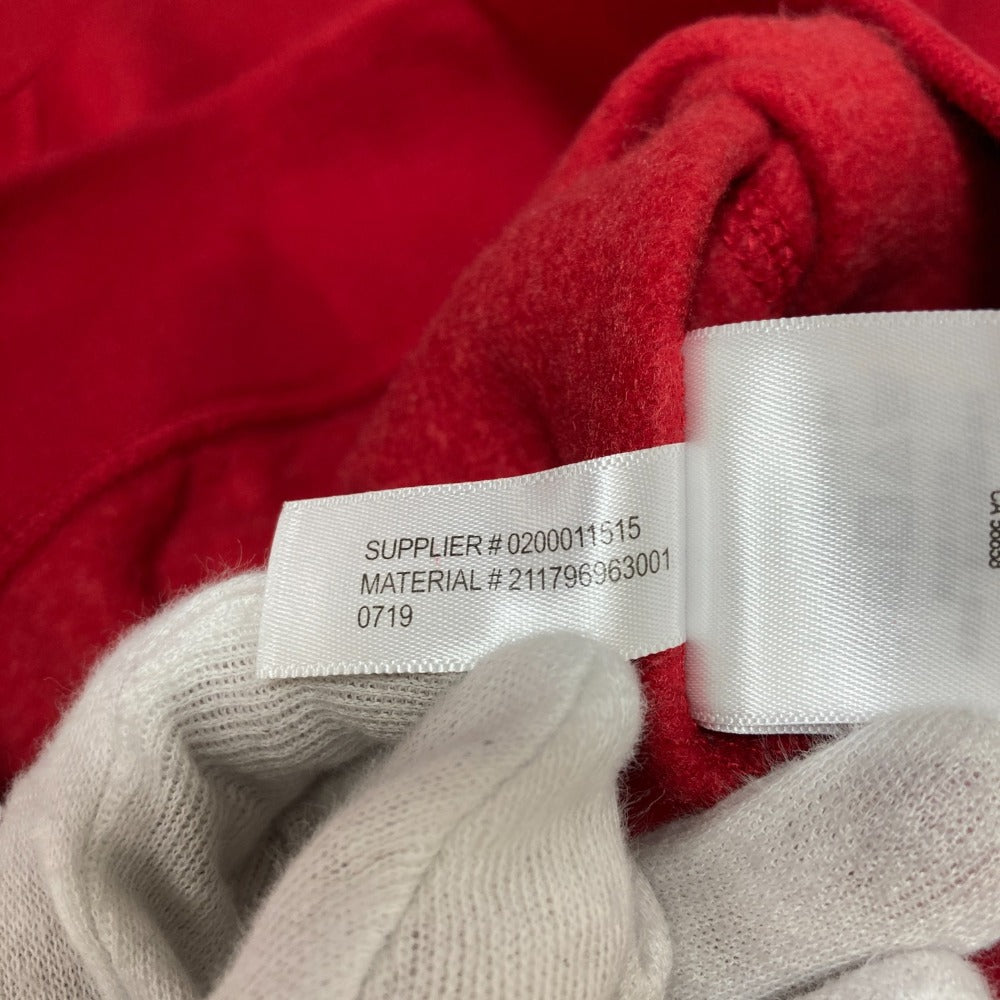 SUPPLIER # 0200011515
MATERIAL # 211796963001
0719